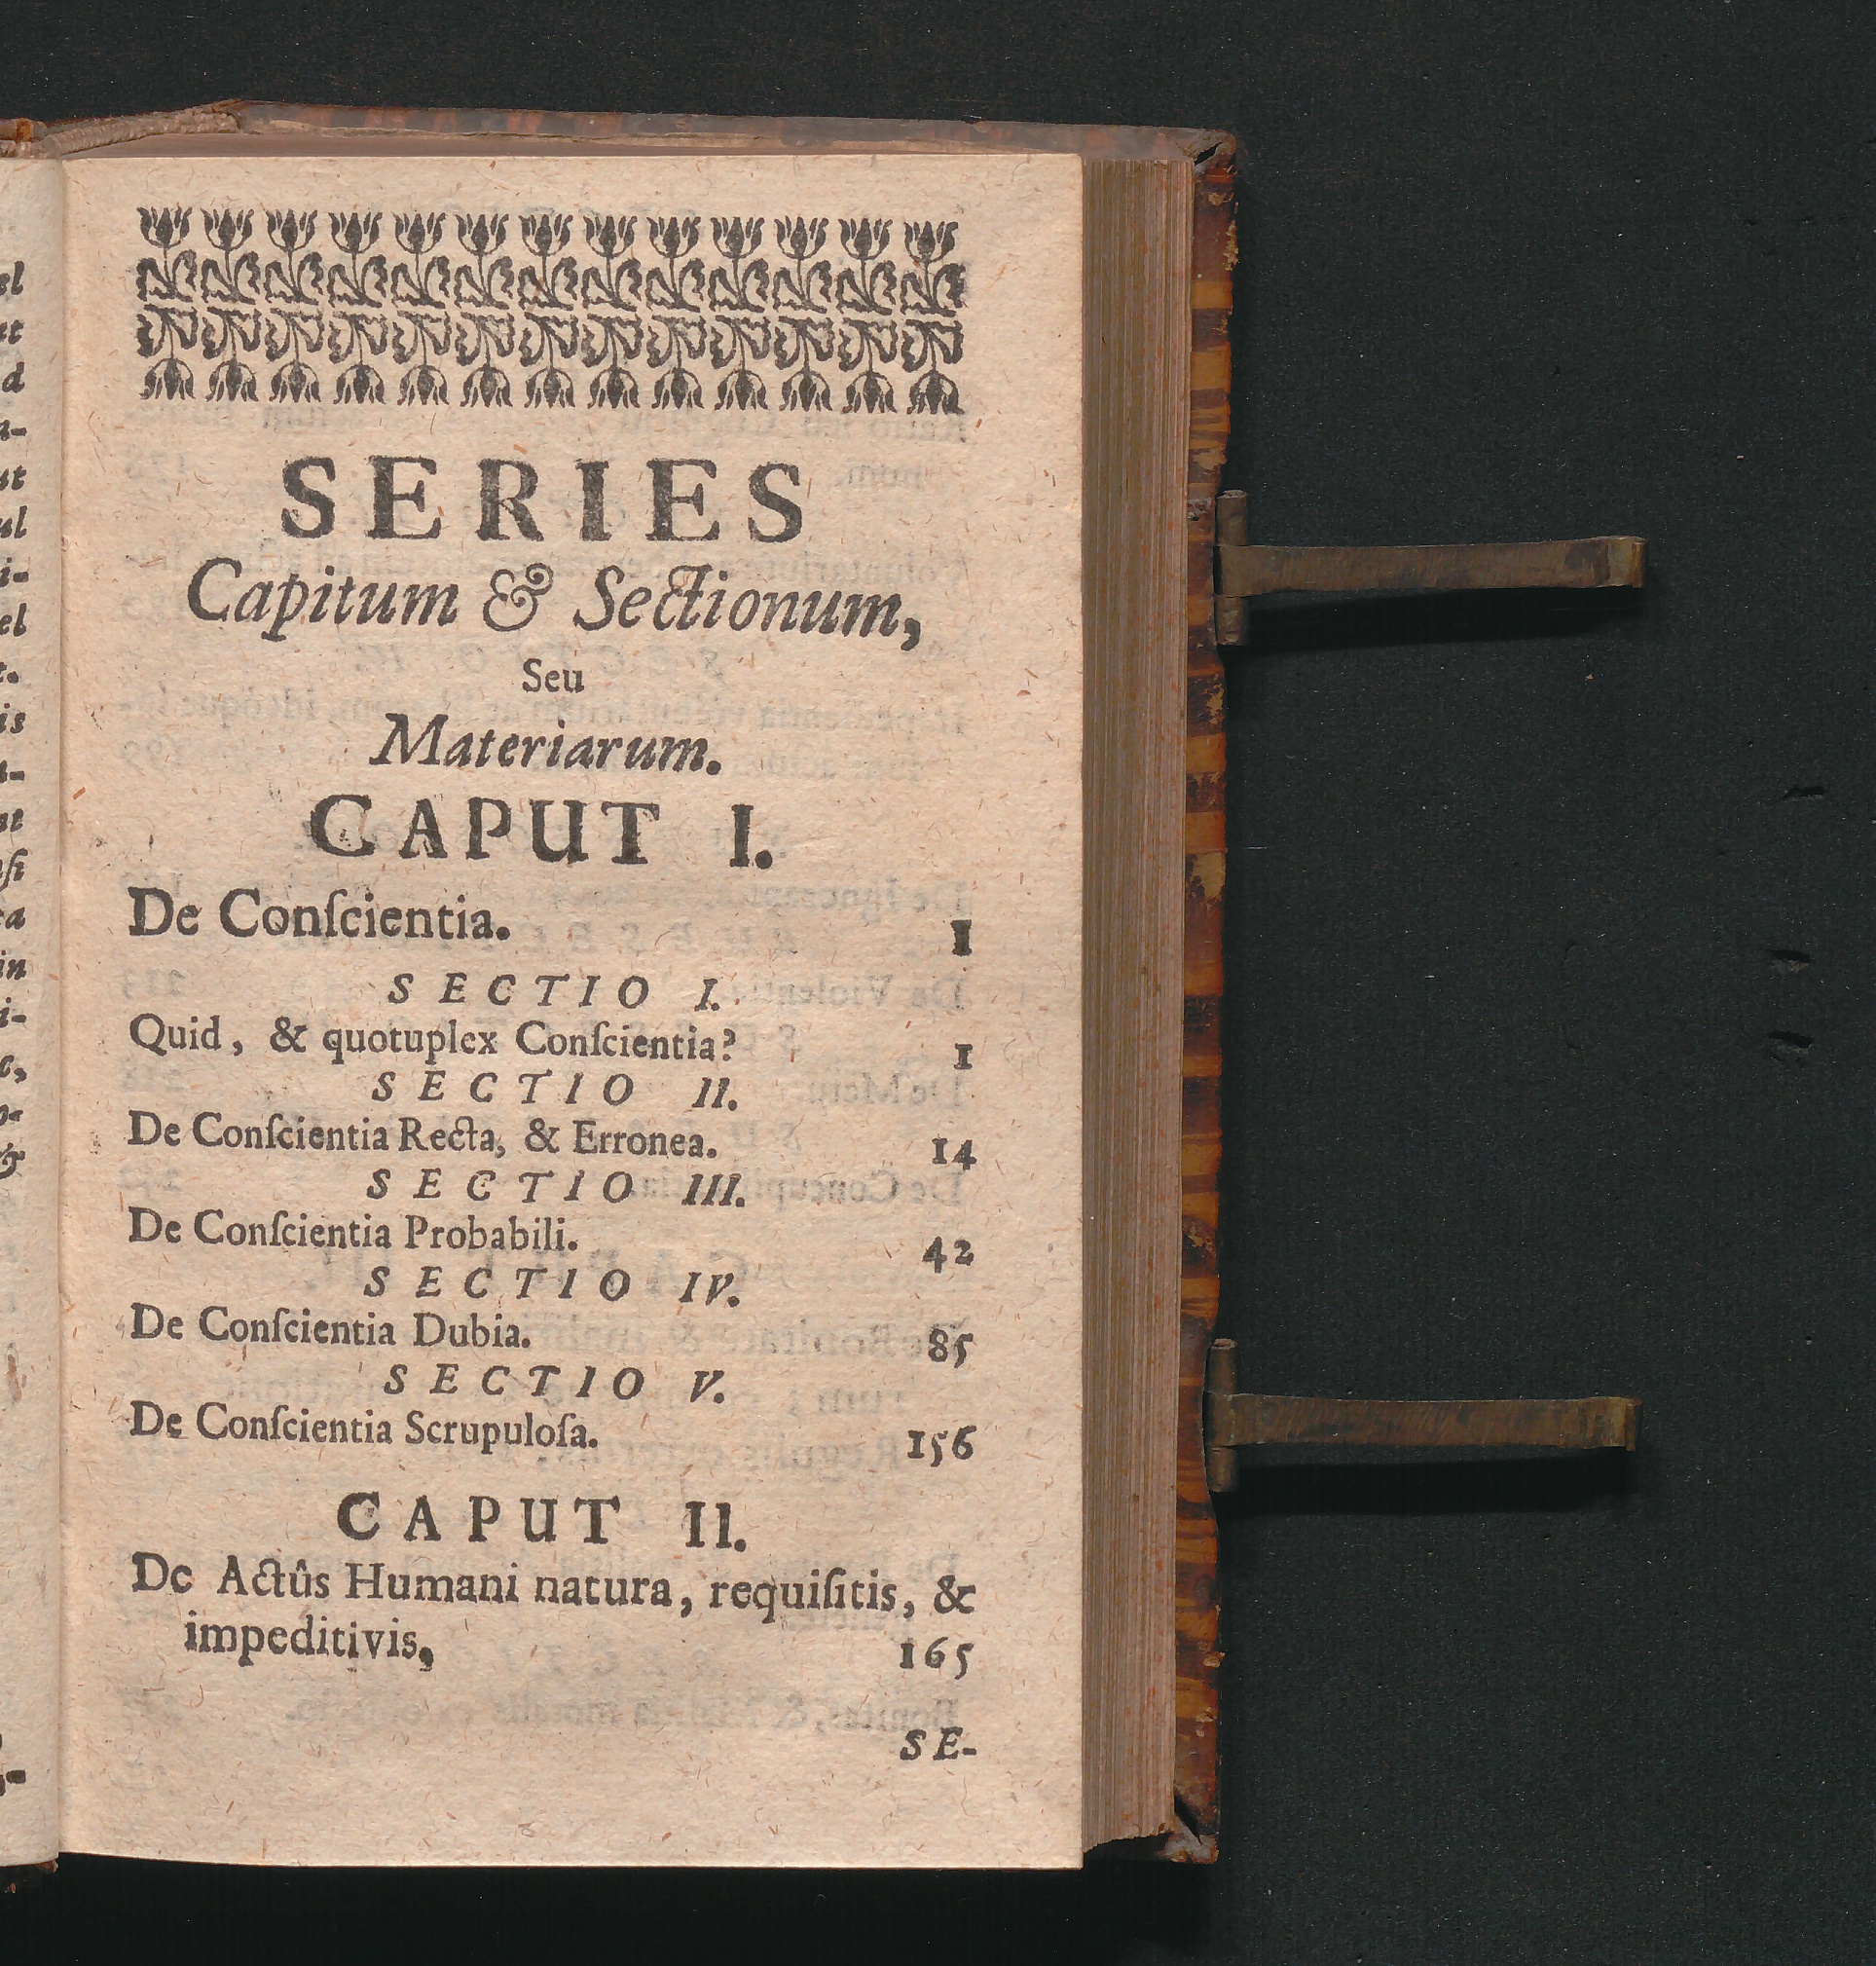 SERIES
Capitum & Sectionum,
Seu
Materiarum.
CAPUT I.
De Conſcientia. 1
SECTIO I.
Quid, & quotuplex Conſcientia? 1
SECTIO II.
De Conſcientia Recta, & Erronea. 14
SECTIO III.
De Conſcientia Probabili. 42
SECTIO IV.
De Conſcientia Dubia. 85
SECTIO V.
De Conſcientia Scrupuloſa. 156
CAPUT II.
De Actûs Humani natura, requiſitis, &
impeditivis, 165
SE-